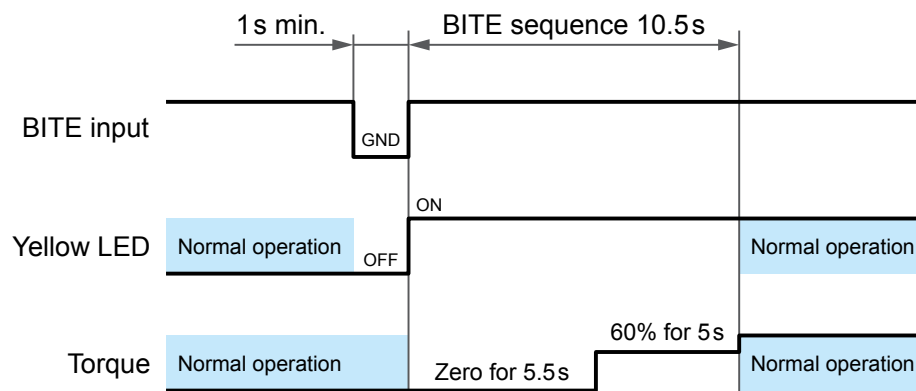 1s min.
BITE sequence 10.5s
BITE input
GND
ON
Yellow LED
Normal operation
OFF
Normal operation
60% for 5s
Torque
Normal operation
Zero for 5.5s
Normal operation